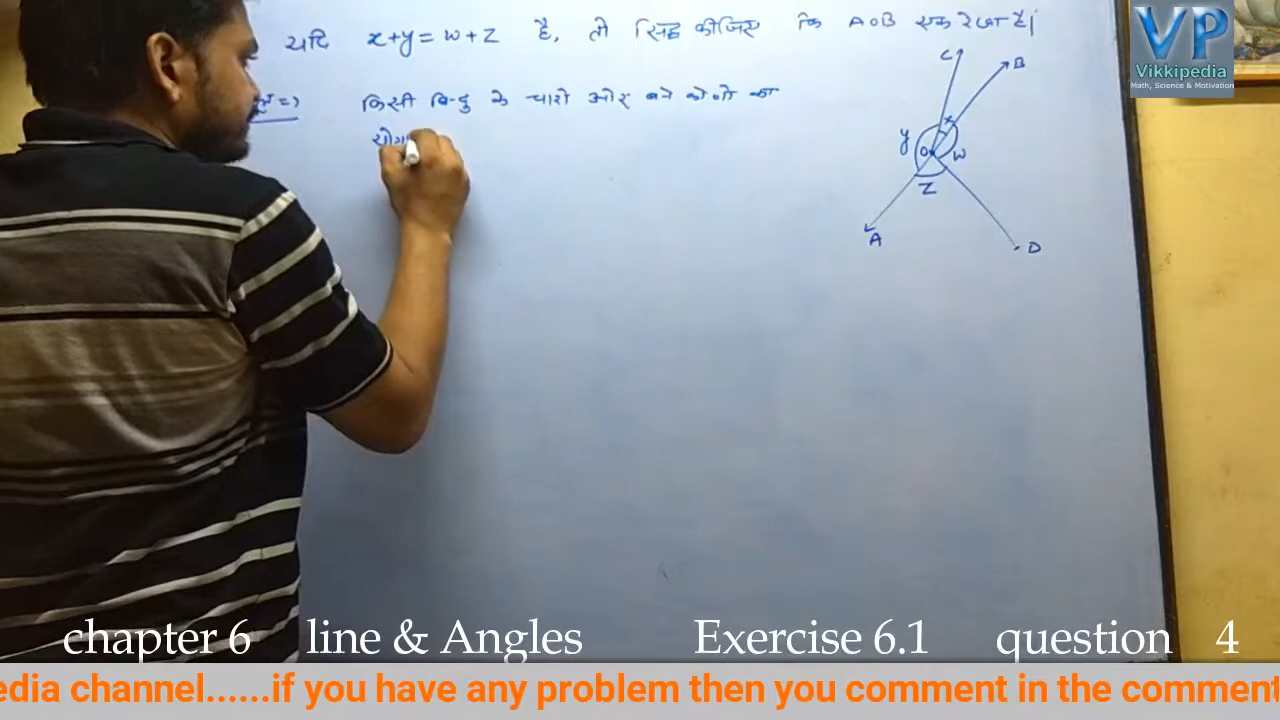 यदि x+y = w+z है, तो सिद्ध कीजिए कि AOB एक रेखा है।
किसी बिन्दु के चारो ओर बने कोणो का
योग
C
B
y
x
O
w
z
A
D
VP
Vikkipedia
Math, Science & Motivation
chapter 6 line & Angles Exercise 6.1 question 4
edia channel......if you have any problem then you comment in the comment